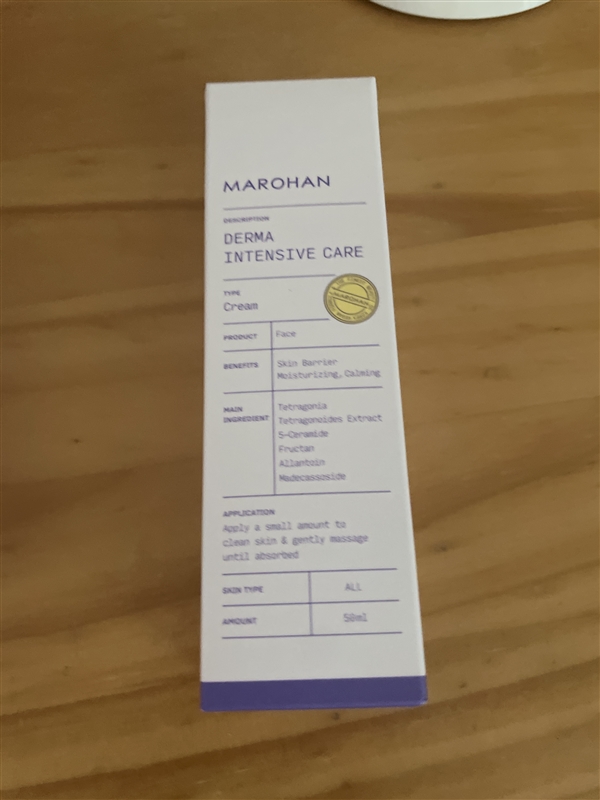 MAROHAN
DESCRIPTION
DERMA
INTENSIVE CARE
TYPE
Cream
MAROHAN
PRODUCT
Face
BENEFITS
Skin Barrier
Moisturizing, Calming
MAIN
INGREDIENT
Tetragonia
Tetragonoides Extract
5-Ceramide
Fructan
Allantoin
Madecassoside
APPLICATION
Apply a small amount to
clean skin & gently massage
until absorbed
SKIN TYPE
ALL
AMOUNT
50ml